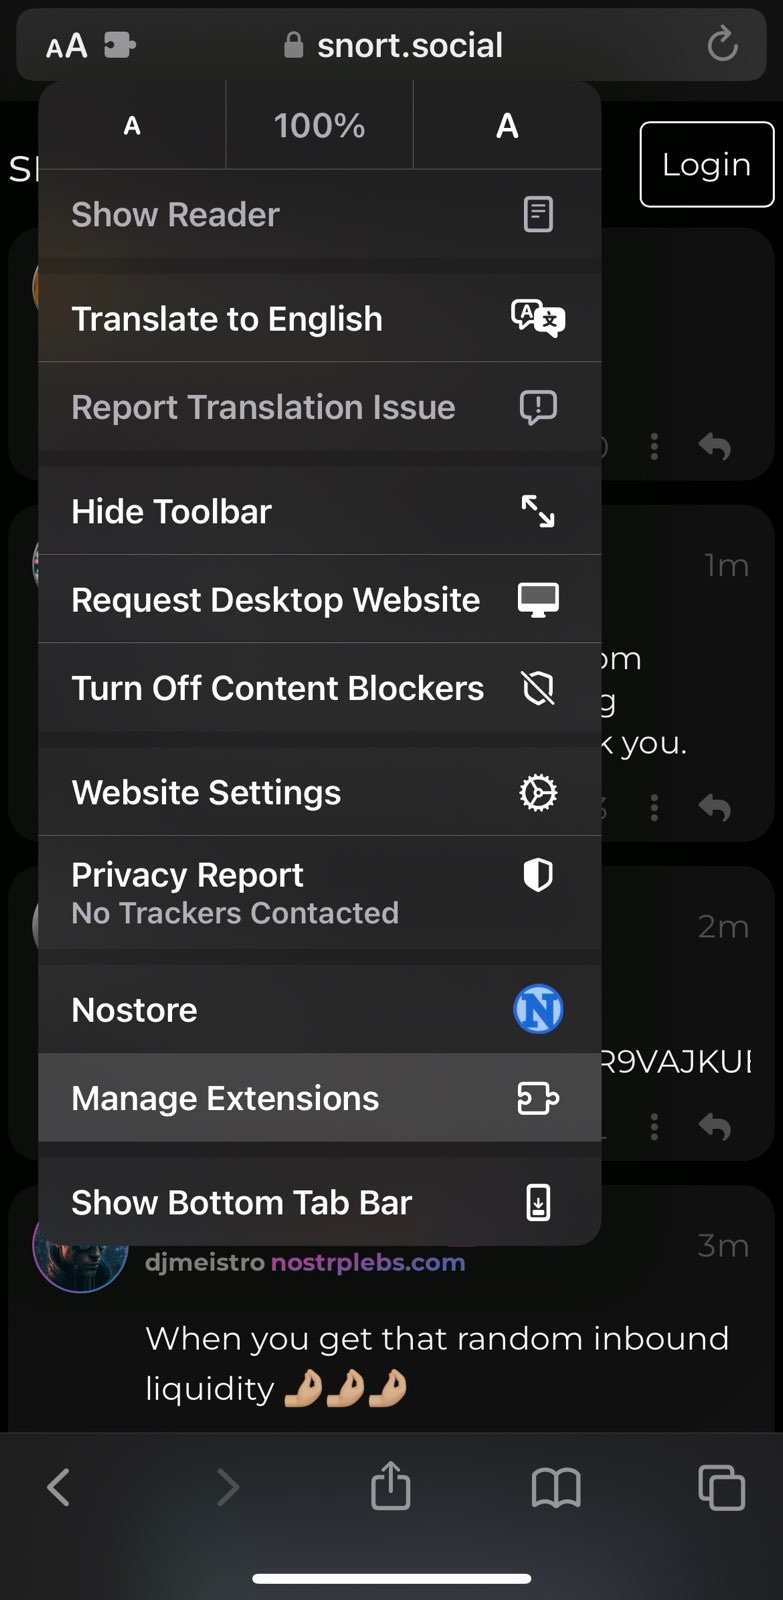 AA snort.social
A 100% A
Login
Show Reader
Translate to English
Report Translation Issue
Hide Toolbar
1m
Request Desktop Website
Turn Off Content Blockers
k you.
Website Settings
Privacy Report
No Trackers Contacted
2m
Nostore
R9VAJKU
Manage Extensions
Show Bottom Tab Bar
3m
djmeistro nostrplebs.com
When you get that random inbound
liquidity 🤌🏼🤌🏼🤌🏼